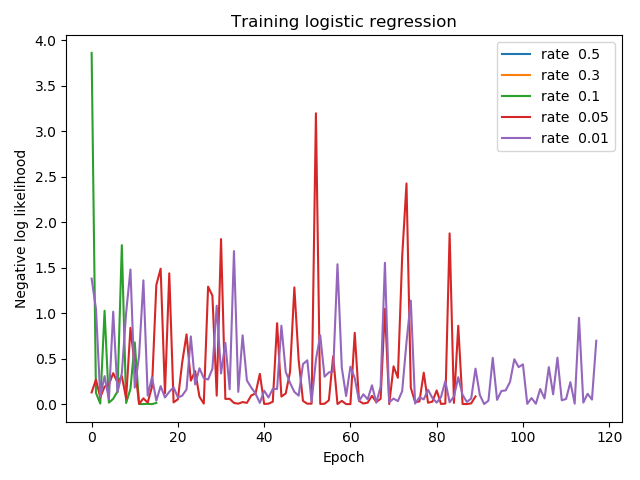 Training logistic regression
4.0
3.5
3.0
2.5
2.0
1.5
1.0
0.5
0.0
Negative log likelihood
rate  0.5
rate  0.3
rate  0.1
rate  0.05
rate  0.01
0 20 40 60 80 100 120
Epoch